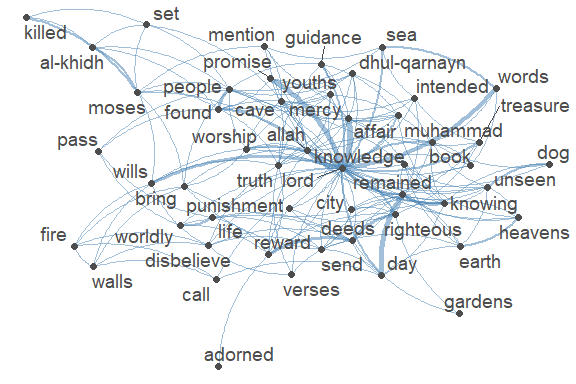 set
killed
mention
guidance
sea
al-khidh
promise
dhul-qarnayn
people
youths
intended
words
moses
found
cave
mercy
treasure
pass
worship
allah
affair
muhammad
knowledge
book
dog
wills
truth
lord
remained
unseen
bring
punishment
city
knowing
fire
worldly
life
reward
deeds
righteous
heavens
disbelieve
send
day
earth
walls
call
verses
gardens
adorned